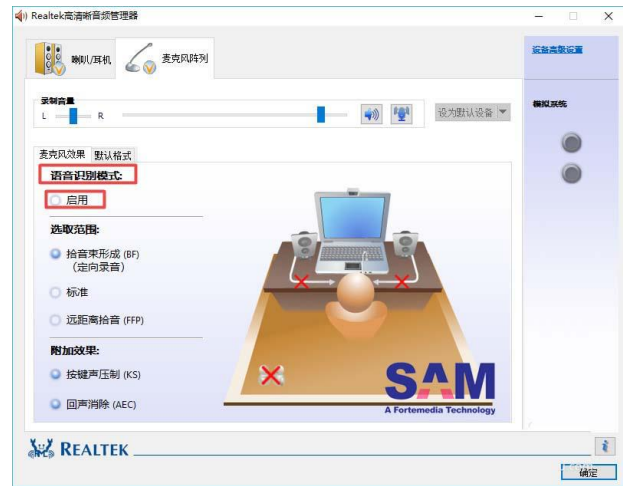 Realtek高清晰音频管理器
喇叭/耳机
麦克风阵列
设备高级设置
录制音量
L
R
设为默认设备
模拟系统
麦克风效果
默认格式
语音识别模式:
启用
选取范围:
拾音束形成 (BF)
(定向录音)
标准
远距离拾音 (FFP)
附加效果:
按键声压制 (KS)
回声消除 (AEC)
SAM
A Fortemedia Technology
REALTEK
i
确定